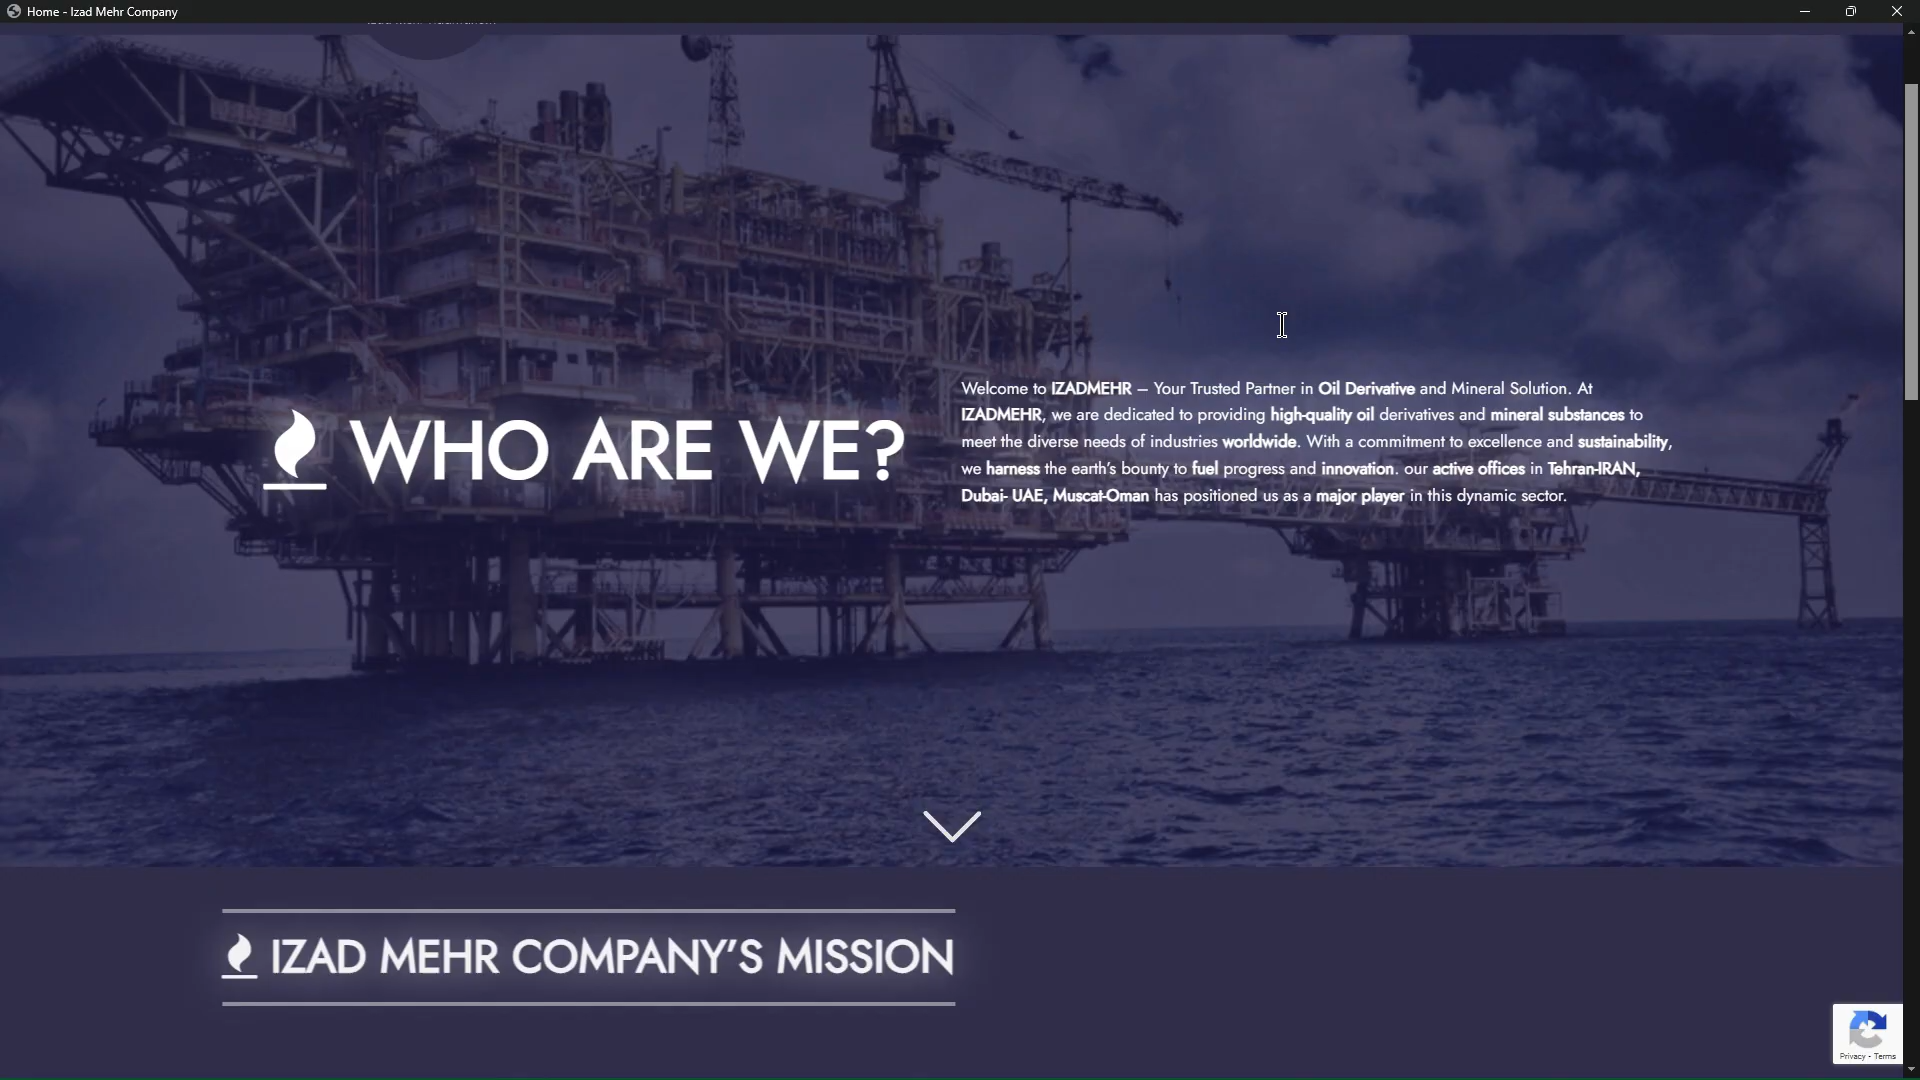 Home - Izad Mehr Company
WHO ARE WE?
Welcome to IZADMEHR – Your Trusted Partner in Oil Derivative and Mineral Solution. At
IZADMEHR, we are dedicated to providing high-quality oil derivatives and mineral substances to
meet the diverse needs of industries worldwide. With a commitment to excellence and sustainability,
we harness the earth's bounty to fuel progress and innovation. our active offices in Tehran-IRAN,
Dubai- UAE, Muscat-Oman has positioned us as a major player in this dynamic sector.
IZAD MEHR COMPANY'S MISSION
Privacy - Terms